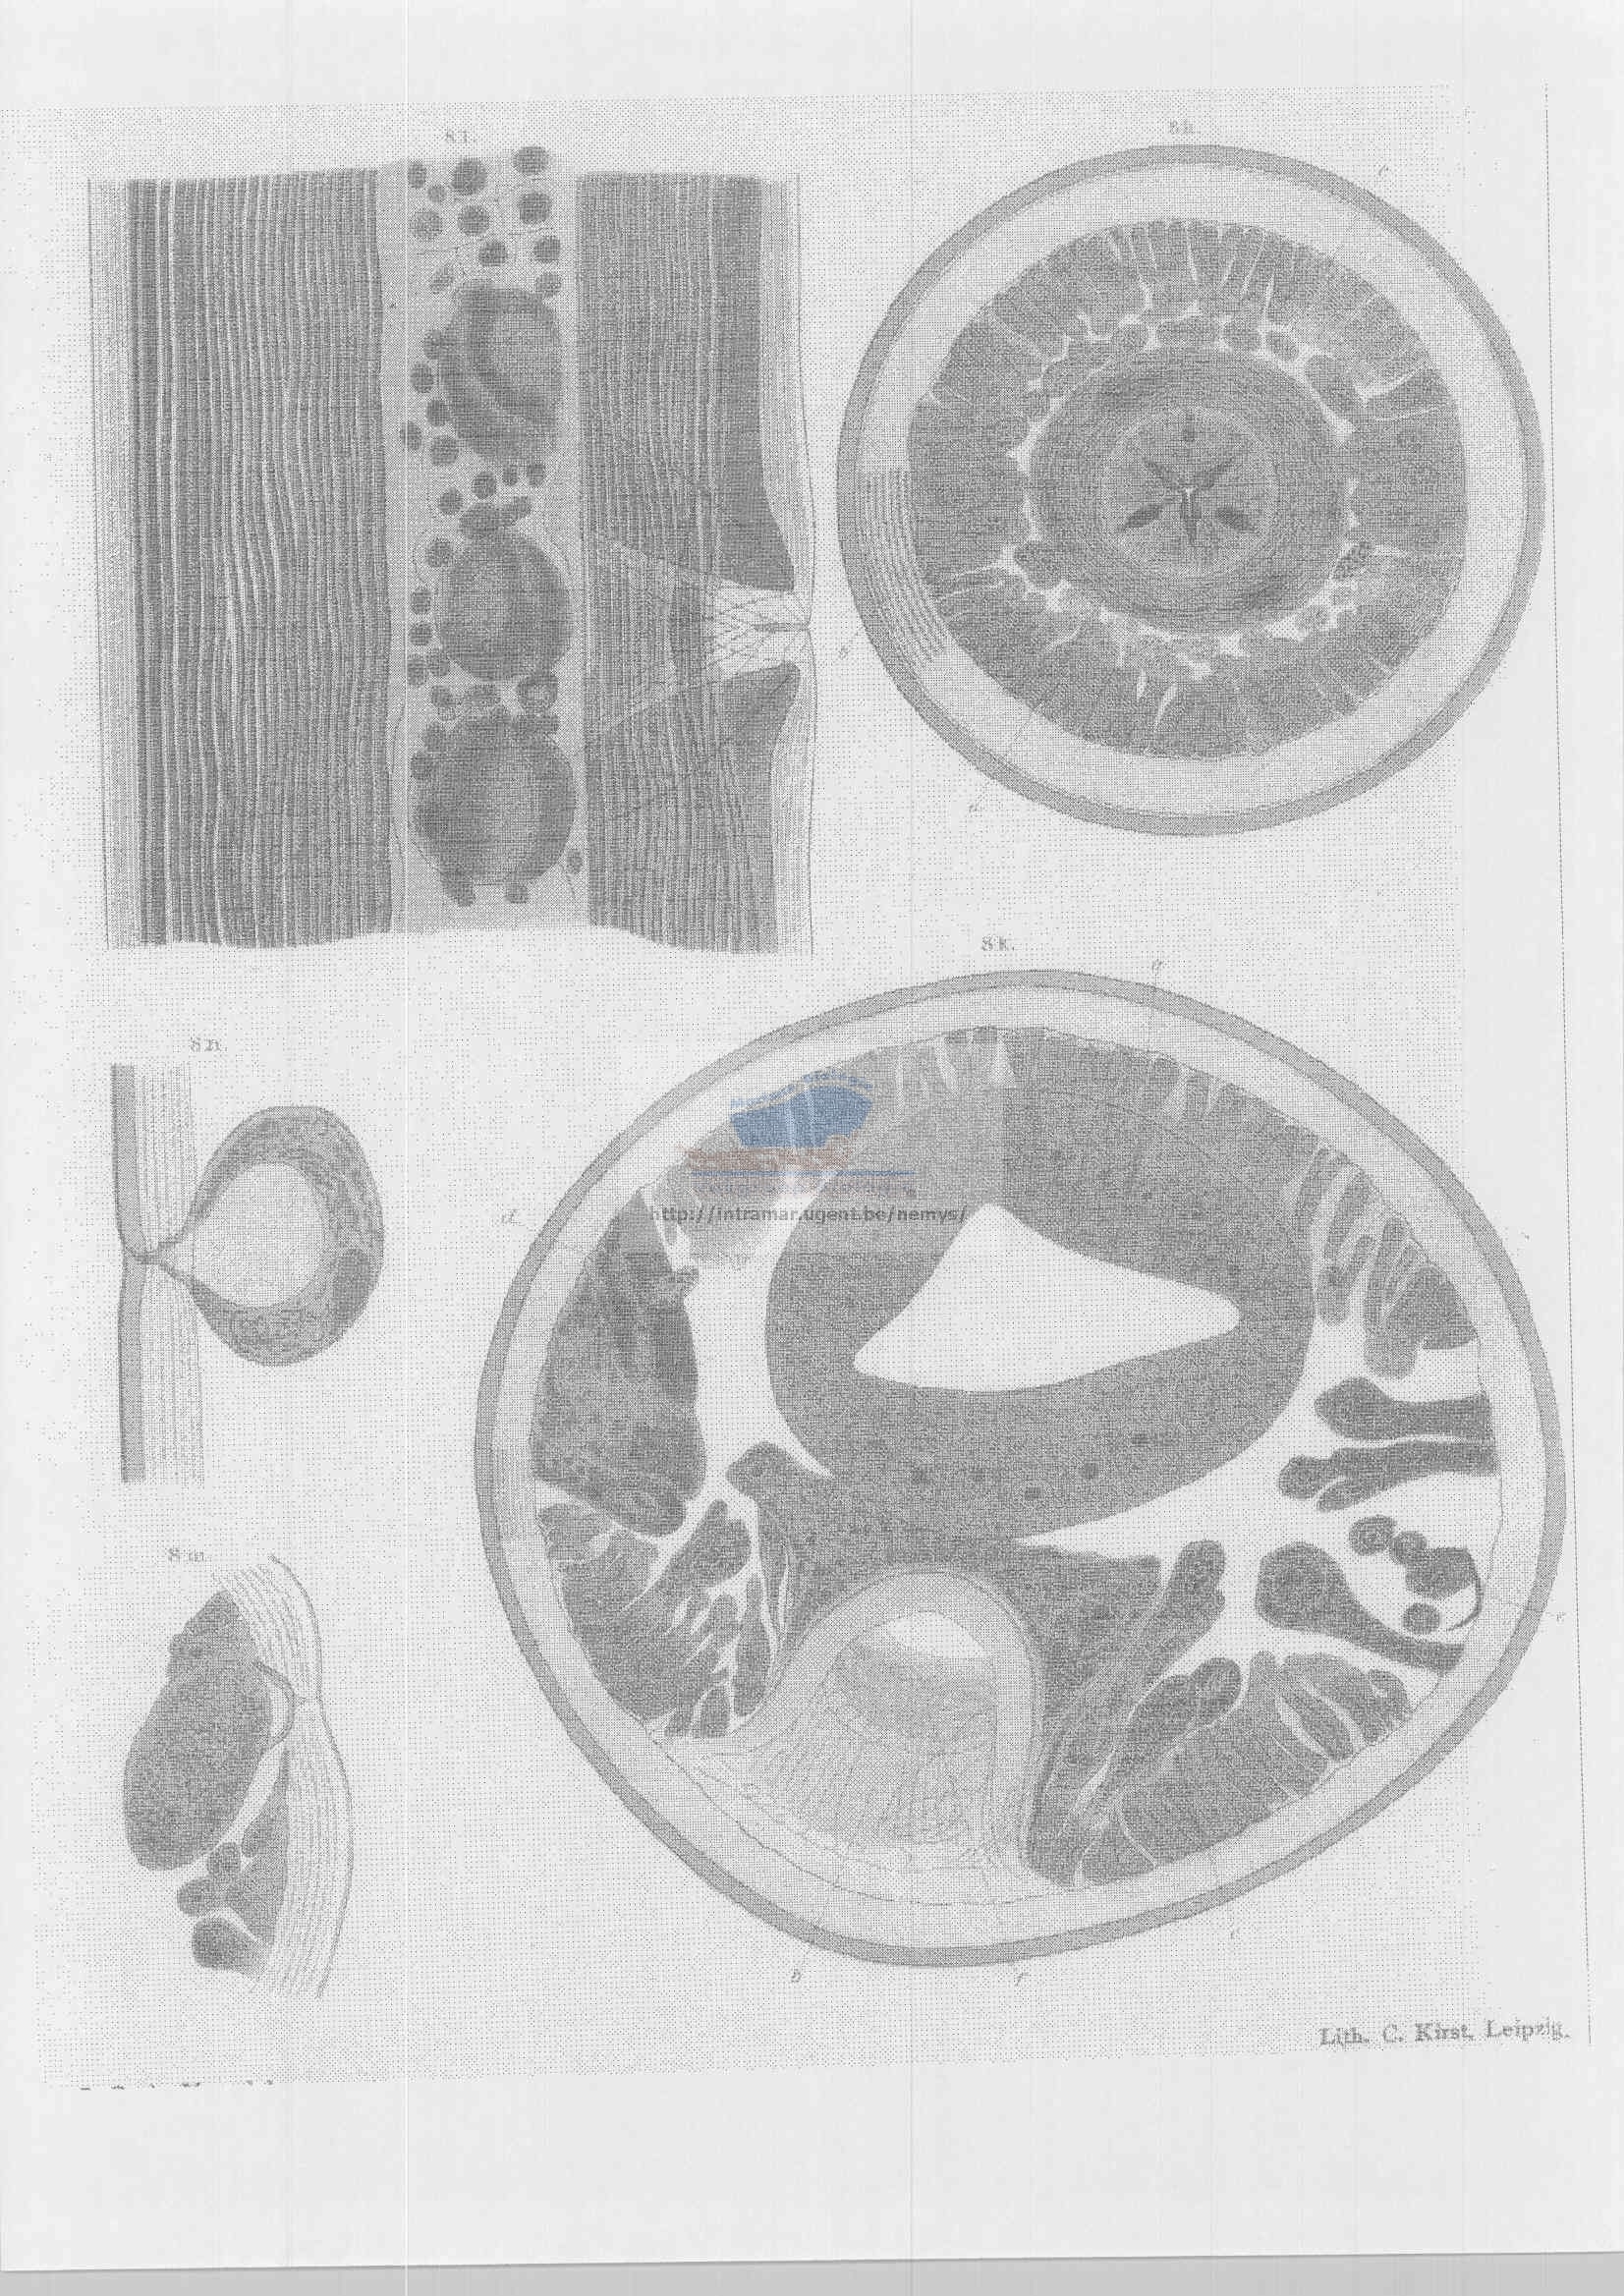 8 l.
8 h.
c
d
8 k.
g
8 n.
http://intramar.ugent.be/nemys/
d
8 m.
e
c
b
f
Lith. C. Kirst, Leipzig.